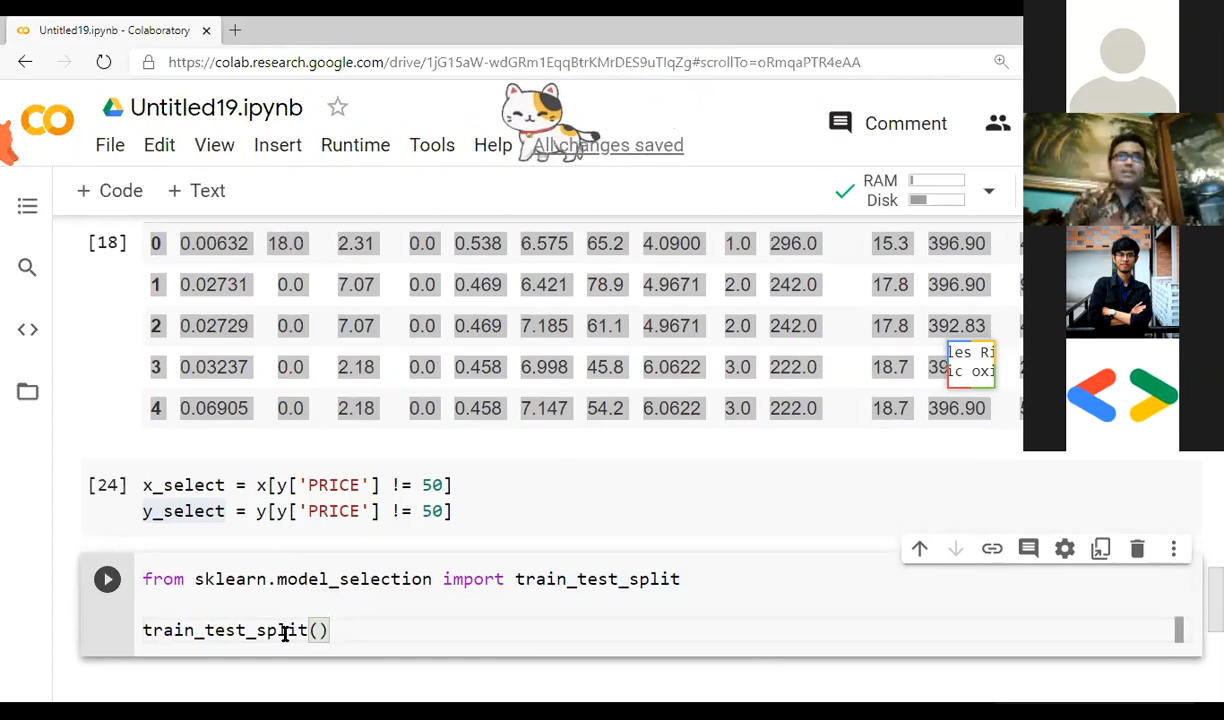 Untitled19.ipynb - Colaboratory
https://colab.research.google.com/drive/1jG15aW-wdGRm1EqqBtrKMrDES9uTIqZg#scrollTo=oRmqaPTR4eAA
Untitled19.ipynb
Comment
File Edit View Insert Runtime Tools Help All changes saved
+ Code + Text
RAM
Disk
[18] 0 0.00632 18.0 2.31 0.0 0.538 6.575 65.2 4.0900 1.0 296.0 15.3 396.90
1 0.02731 0.0 7.07 0.0 0.469 6.421 78.9 4.9671 2.0 242.0 17.8 396.90
2 0.02729 0.0 7.07 0.0 0.469 7.185 61.1 4.9671 2.0 242.0 17.8 392.83
3 0.03237 0.0 2.18 0.0 0.458 6.998 45.8 6.0622 3.0 222.0 18.7
les Ri
ic oxi
4 0.06905 0.0 2.18 0.0 0.458 7.147 54.2 6.0622 3.0 222.0 18.7 396.90
[24] x_select = x[y['PRICE'] != 50]
y_select = y[y['PRICE'] != 50]
from sklearn.model_selection import train_test_split
train_test_split()